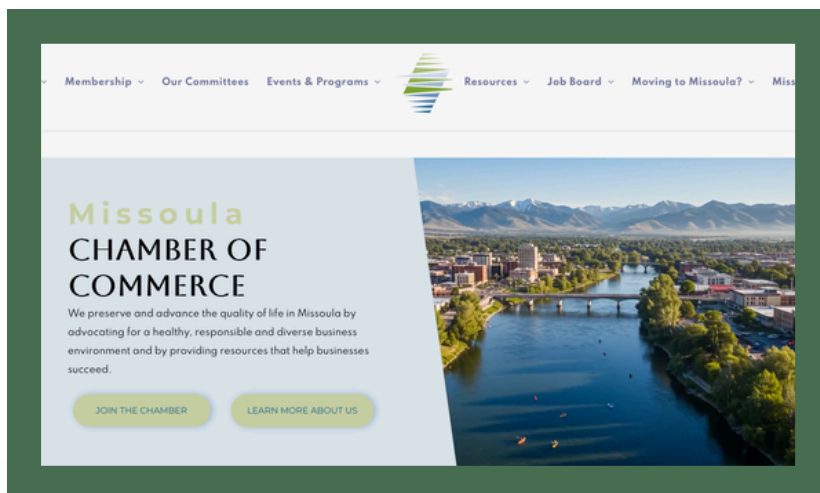 Membership Our Committees Events & Programs Resources Job Board Moving to Missoula? Miss
Missoula
CHAMBER OF
COMMERCE
We preserve and advance the quality of life in Missoula by
advocating for a healthy, responsible and diverse business
environment and by providing resources that help businesses
succeed.
JOIN THE CHAMBER LEARN MORE ABOUT US